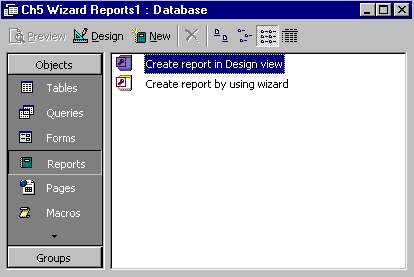 Ch5 Wizard Reports1 : Database
Preview Design New
Objects
Tables
Queries
Forms
Reports
Pages
Macros
Groups
Create report in Design view
Create report by using wizard